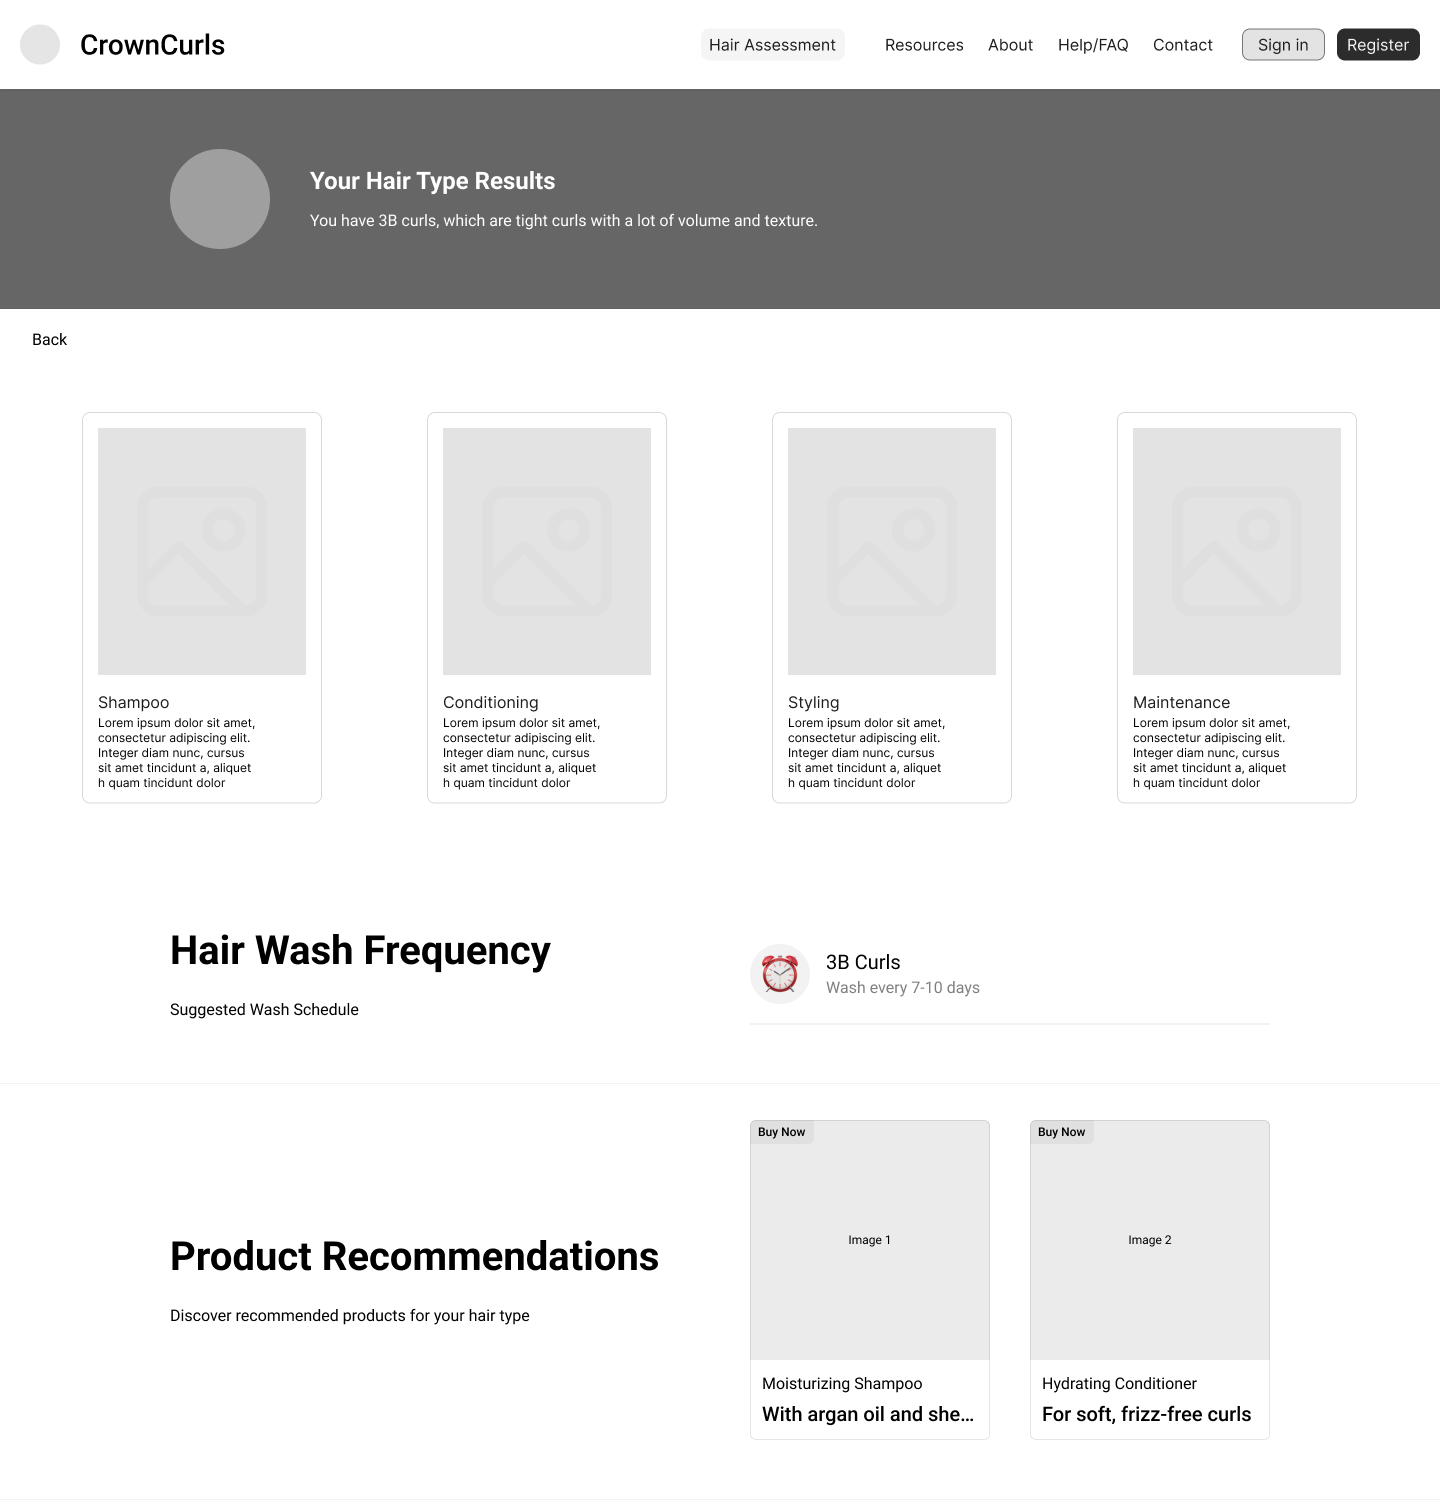 CrownCurls
Hair Assessment
Resources
About
Help/FAQ
Contact
Sign in
Register
Your Hair Type Results
You have 3B curls, which are tight curls with a lot of volume and texture.
Back
Shampoo
Lorem ipsum dolor sit amet,
consectetur adipiscing elit.
Integer diam nunc, cursus
sit amet tincidunt a, aliquet
h quam tincidunt dolor
Conditioning
Lorem ipsum dolor sit amet,
consectetur adipiscing elit.
Integer diam nunc, cursus
sit amet tincidunt a, aliquet
h quam tincidunt dolor
Styling
Lorem ipsum dolor sit amet,
consectetur adipiscing elit.
Integer diam nunc, cursus
sit amet tincidunt a, aliquet
h quam tincidunt dolor
Maintenance
Lorem ipsum dolor sit amet,
consectetur adipiscing elit.
Integer diam nunc, cursus
sit amet tincidunt a, aliquet
h quam tincidunt dolor
Hair Wash Frequency
Suggested Wash Schedule
3B Curls
Wash every 7-10 days
Product Recommendations
Discover recommended products for your hair type
Buy Now
Image 1
Moisturizing Shampoo
With argan oil and she...
Buy Now
Image 2
Hydrating Conditioner
For soft, frizz-free curls